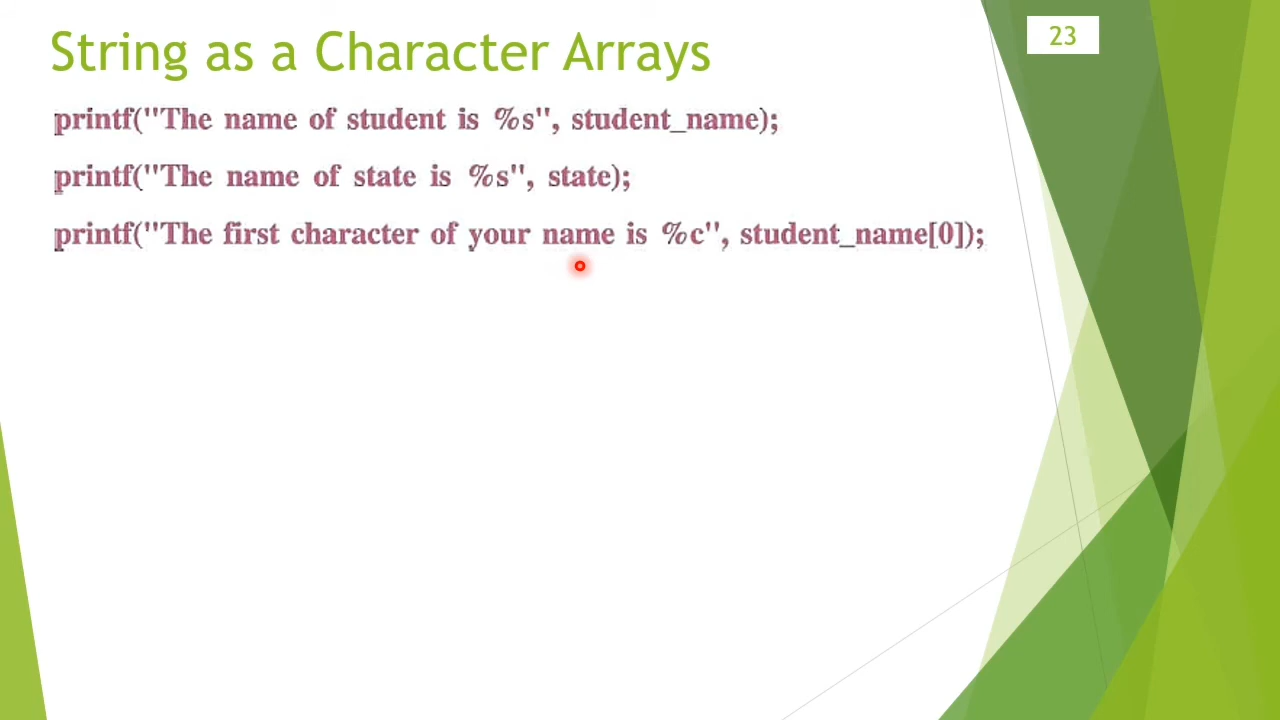 String as a Character Arrays
23
printf("The name of student is %s", student_name);
printf("The name of state is %s", state);
printf("The first character of your name is %c", student_name[0]);